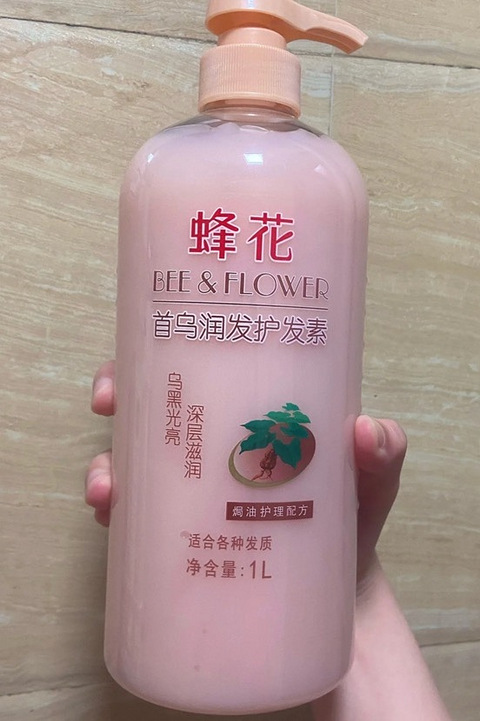 蜂花
BEE & FLOWER
首乌润发护发素
乌黑光亮
深层滋润
焗油护理配方
适合各种发质
净含量:1L